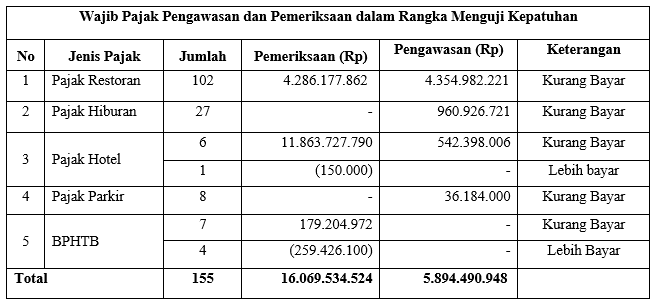 Wajib Pajak Pengawasan dan Pemeriksaan dalam Rangka Menguji Kepatuhan
No Jenis Pajak Jumlah Pemeriksaan (Rp) Pengawasan (Rp) Keterangan
1 Pajak Restoran 102 4.286.177.862 4.354.982.221 Kurang Bayar
2 Pajak Hiburan 27 - 960.926.721 Kurang Bayar
3 Pajak Hotel 6 11.863.727.790 542.398.006 Kurang Bayar
1 (150.000) - Lebih bayar
4 Pajak Parkir 8 - 36.184.000 Kurang Bayar
5 BPHTB 7 179.204.972 - Kurang Bayar
4 (259.426.100) - Lebih Bayar
Total 155 16.069.534.524 5.894.490.948